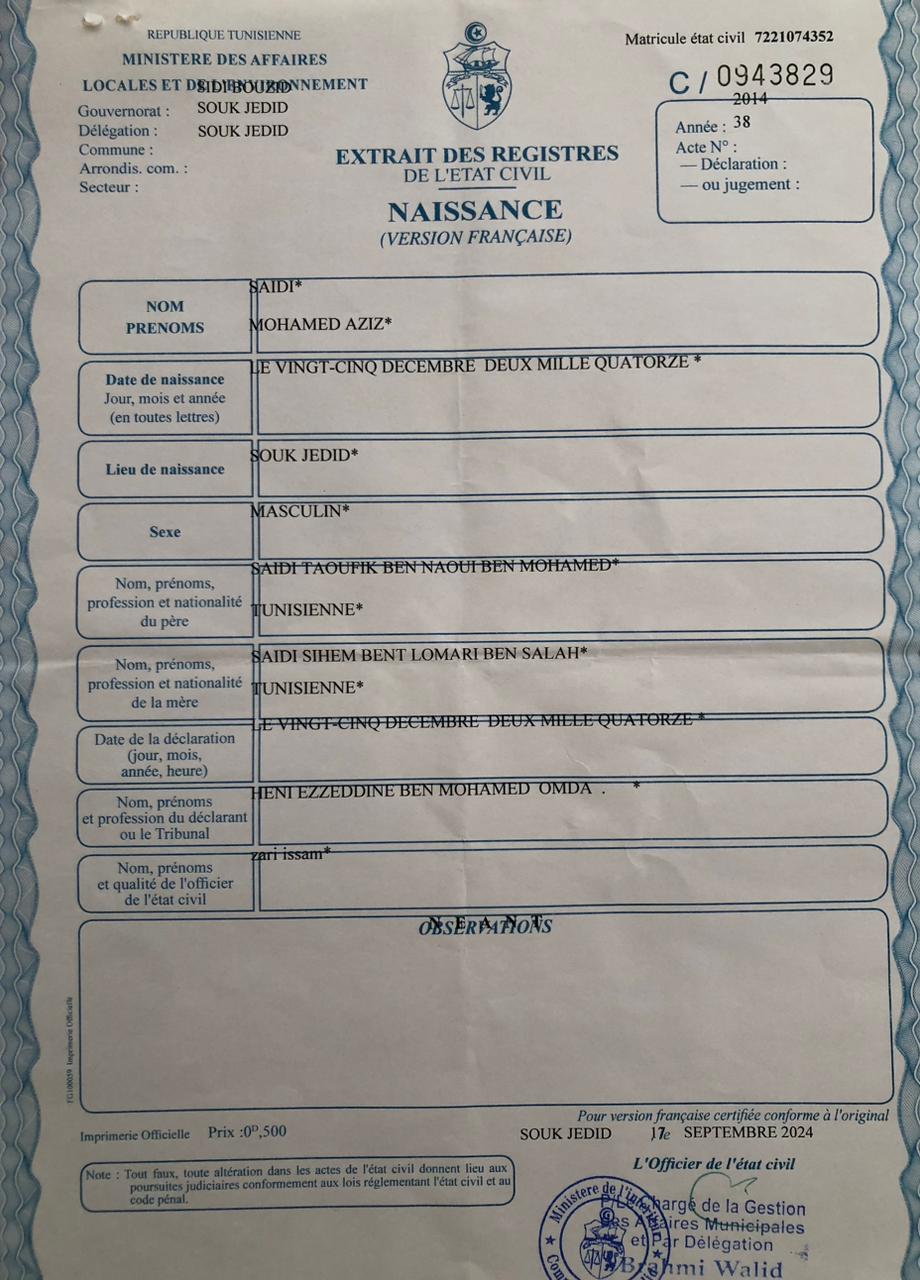 REPUBLIQUE TUNISIENNE
MINISTERE DES AFFAIRES
LOCALES ET DE L'ENVIRONNEMENT
Matricule état civil 7221074352
C / 0943829
Gouvernorat : SIDI BOUZID
Délégation : SOUK JEDID
Commune : SOUK JEDID
Arrondis. com. :
Secteur :
2014
Année : 38
Acte N° :
— Déclaration :
— ou jugement :
EXTRAIT DES REGISTRES
DE L'ETAT CIVIL
NAISSANCE
(VERSION FRANÇAISE)
NOM
PRENOMS
SAIDI*
MOHAMED AZIZ*
Date de naissance
Jour, mois et année
(en toutes lettres)
LE VINGT-CINQ DECEMBRE DEUX MILLE QUATORZE *
Lieu de naissance
SOUK JEDID*
Sexe
MASCULIN*
Nom, prénoms,
profession et nationalité
du père
SAIDI TAOUFIK BEN NAOUI BEN MOHAMED*
TUNISIENNE*
Nom, prénoms,
profession et nationalité
de la mère
SAIDI SIHEM BENT LOMARI BEN SALAH*
TUNISIENNE*
Date de la déclaration
(jour, mois,
année, heure)
LE VINGT-CINQ DECEMBRE DEUX MILLE QUATORZE *
Nom, prénoms
et profession du déclarant
ou le Tribunal
HENI EZZEDDINE BEN MOHAMED OMDA . *
Nom, prénoms
et qualité de l'officier
de l'état civil
zari issam*
OBSERVATIONS
N E A N T
FG100059 Imprimerie Officielle
Pour version française certifiée conforme à l'original
Imprimerie Officielle Prix :0ᴰ,500
SOUK JEDID 17e SEPTEMBRE 2024
L'Officier de l'état civil
Note : Tout faux, toute altération dans les actes de l'état civil donnent lieu aux
poursuites judiciaires conformement aux lois réglementant l'état civil et au
code pénal.
Ministere de l'interieur
P/Le Chargé de la Gestion
des Affaires Municipales
et Par Délégation
Brahmi Walid